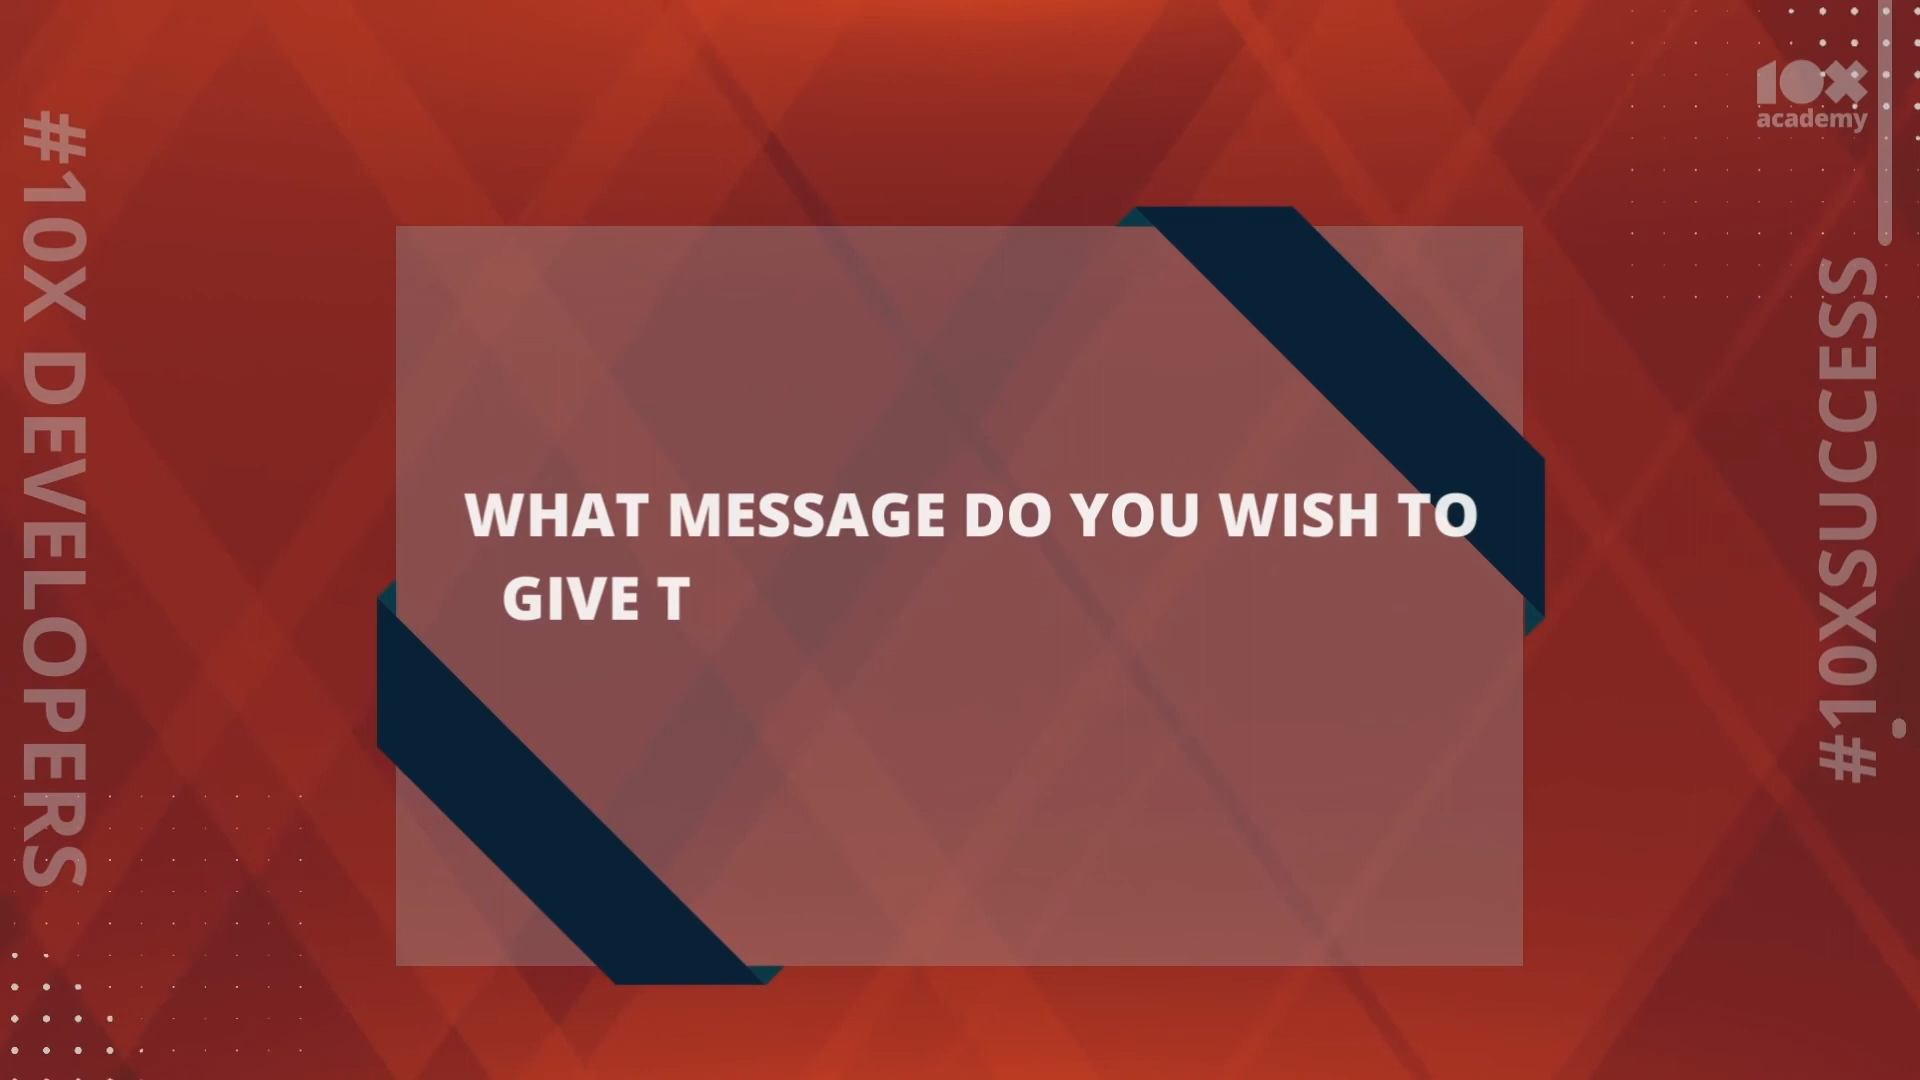 #10X DEVELOPERS
10x
academy
WHAT MESSAGE DO YOU WISH TO
GIVE T
#10XSUCCESS